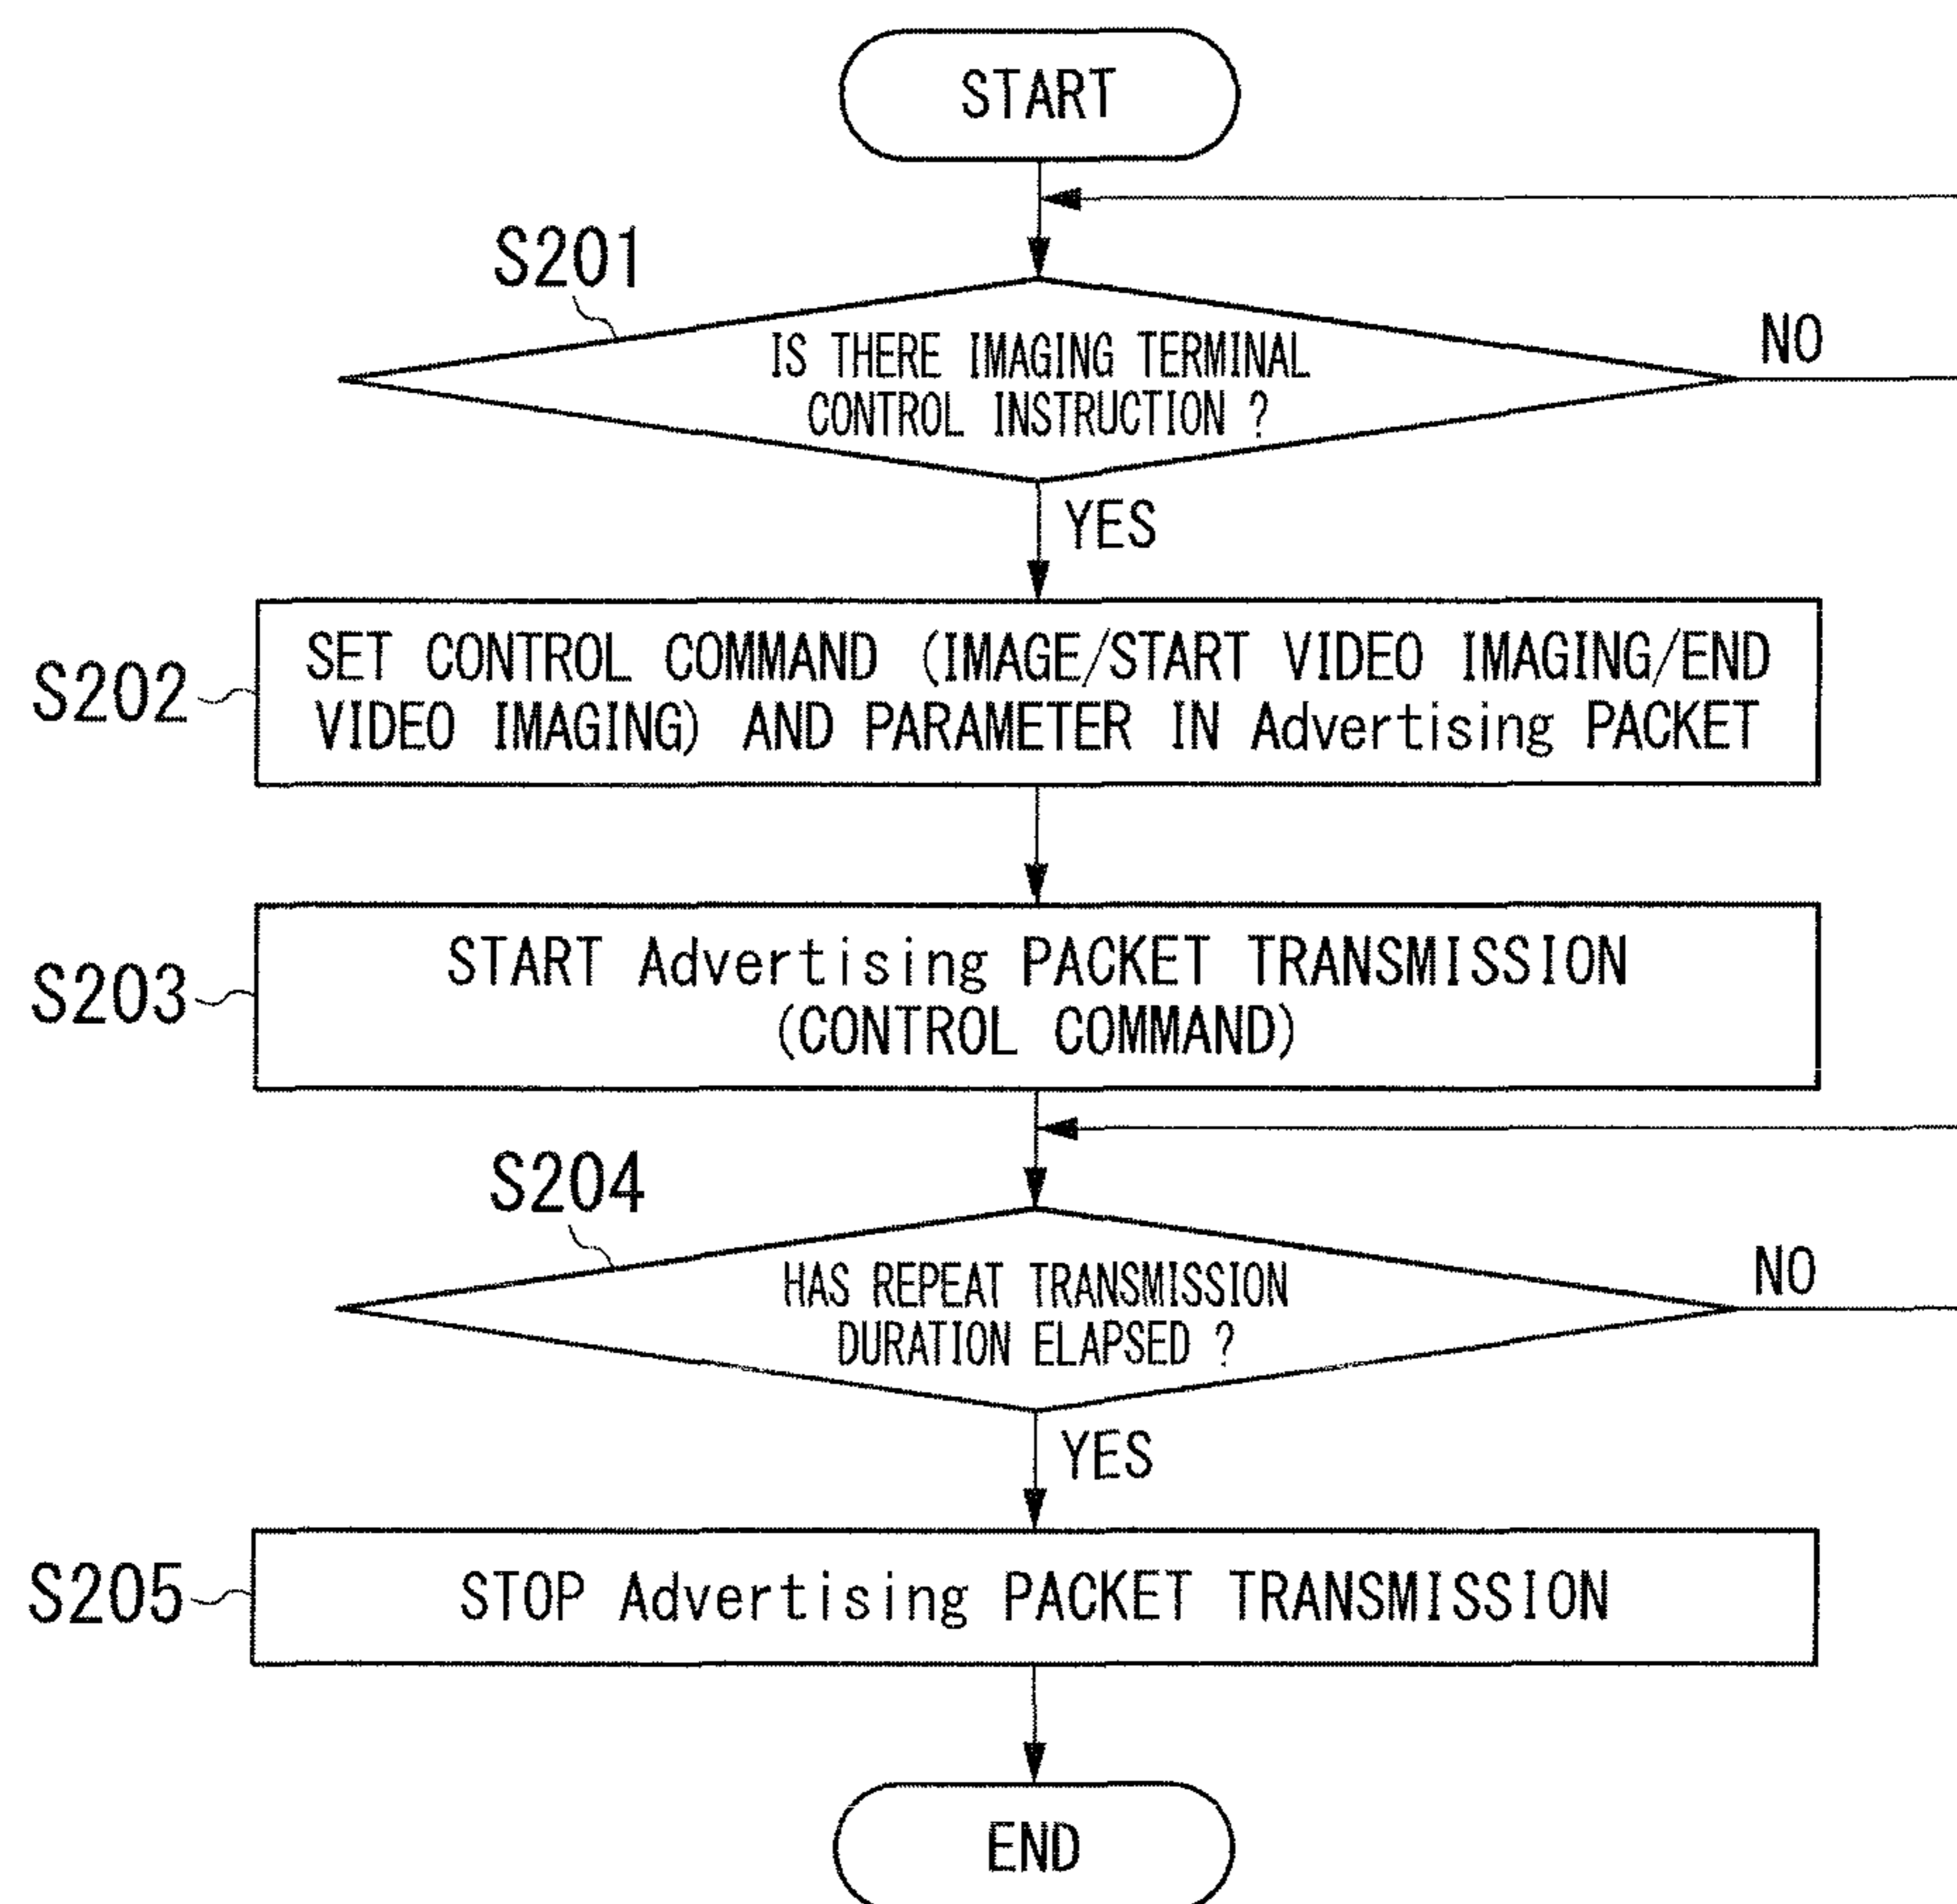 START
S201
IS THERE IMAGING TERMINAL
CONTROL INSTRUCTION ?
NO
YES
S202
SET CONTROL COMMAND (IMAGE/START VIDEO IMAGING/END
VIDEO IMAGING) AND PARAMETER IN Advertising PACKET
S203
START Advertising PACKET TRANSMISSION
(CONTROL COMMAND)
S204
HAS REPEAT TRANSMISSION
DURATION ELAPSED ?
NO
YES
S205
STOP Advertising PACKET TRANSMISSION
END